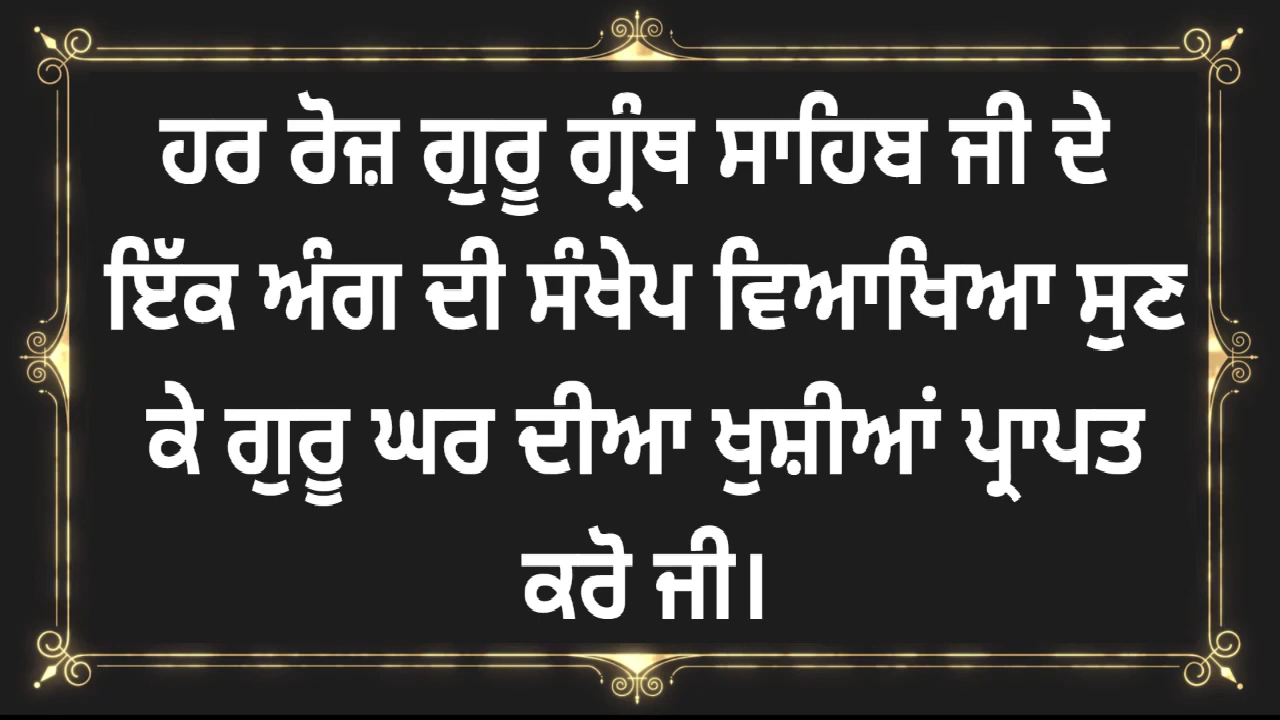 ਹਰ ਰੋਜ਼ ਗੁਰੂ ਗ੍ਰੰਥ ਸਾਹਿਬ ਜੀ ਦੇ
ਇੱਕ ਅੰਗ ਦੀ ਸੰਖੇਪ ਵਿਆਖਿਆ ਸੁਣ
ਕੇ ਗੁਰੂ ਘਰ ਦੀਆ ਖੁਸ਼ੀਆਂ ਪ੍ਰਾਪਤ
ਕਰੋ ਜੀ।